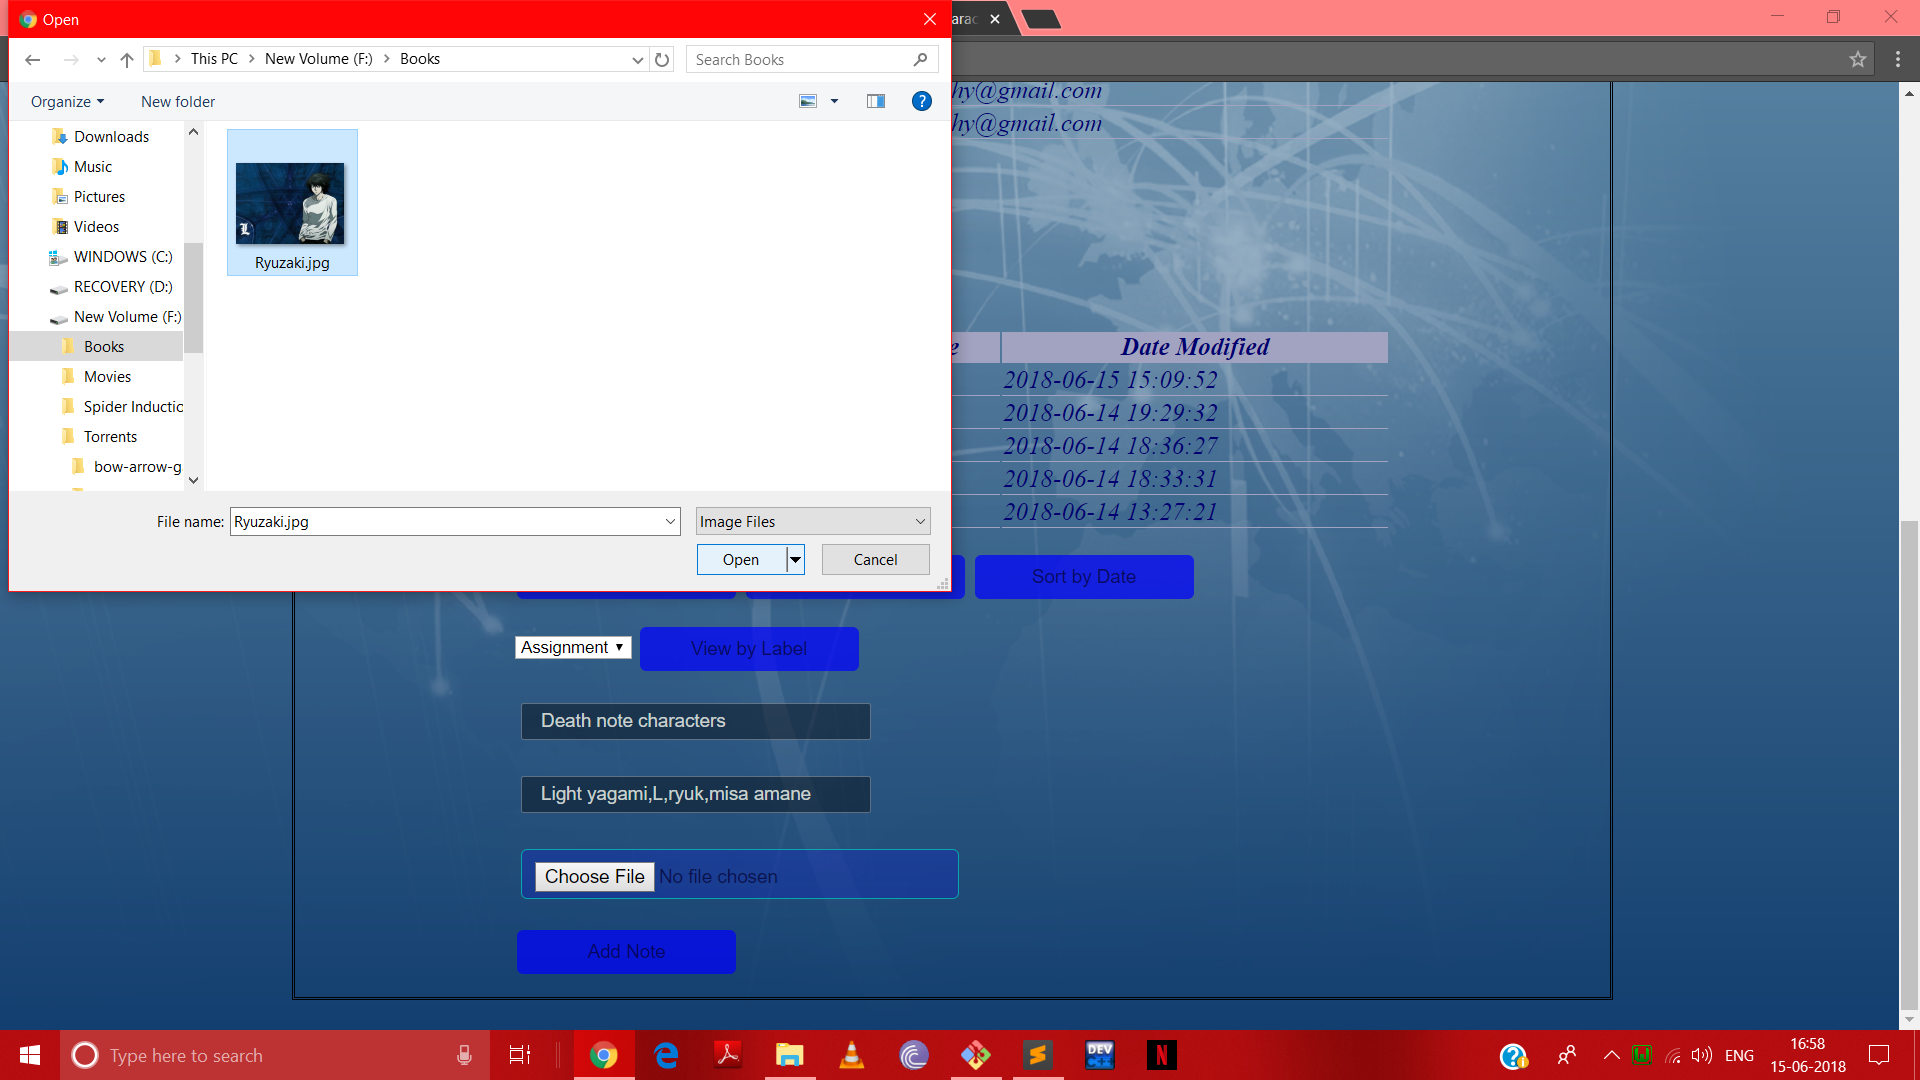 Open
arac
This PC > New Volume (F:) > Books
Search Books
Organize
New folder
Downloads
Music
Pictures
Videos
WINDOWS (C:)
RECOVERY (D:)
New Volume (F:)
Books
Movies
Spider Inductio
Torrents
bow-arrow-g
L
Ryuzaki.jpg
File name: Ryuzaki.jpg
Image Files
Open
Cancel
hy@gmail.com
hy@gmail.com
e Date Modified
2018-06-15 15:09:52
2018-06-14 19:29:32
2018-06-14 18:36:27
2018-06-14 18:33:31
2018-06-14 13:27:21
Sort by Date
Assignment View by Label
Death note characters
Light yagami,L,ryuk,misa amane
Choose File No file chosen
Add Note
Type here to search
DEV
C++
N
ENG
16:58
15-06-2018